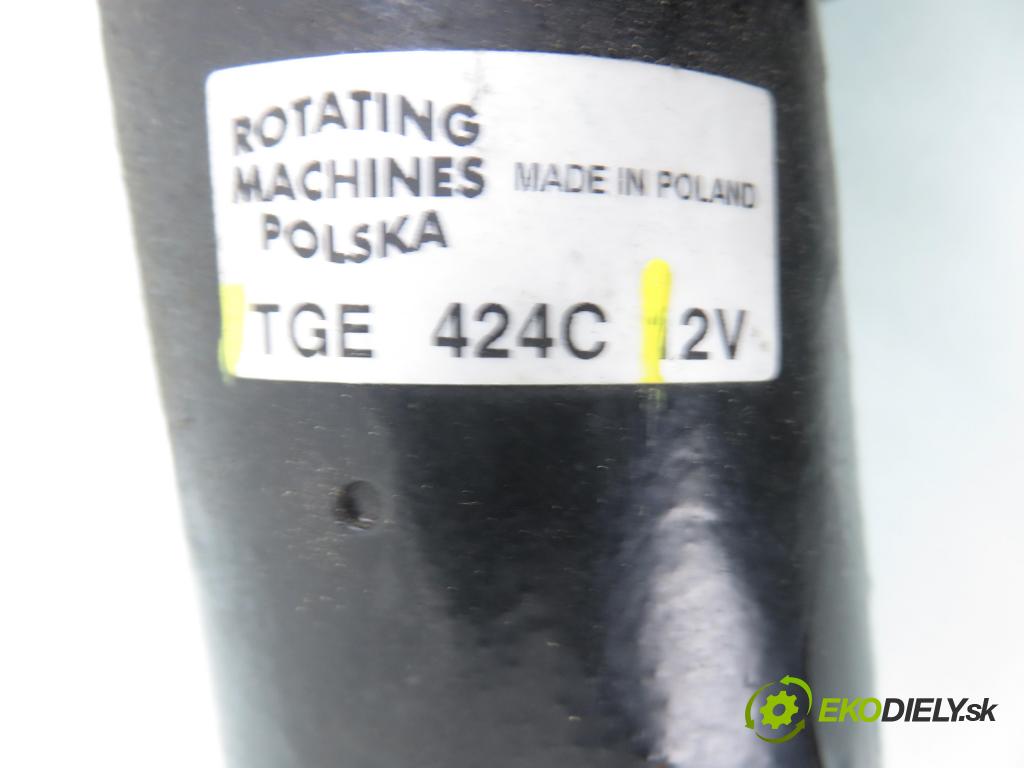 ROTATING
MACHINES
POLSKA
MADE IN POLAND
TGE 424C 12V
EKODIELY.sk